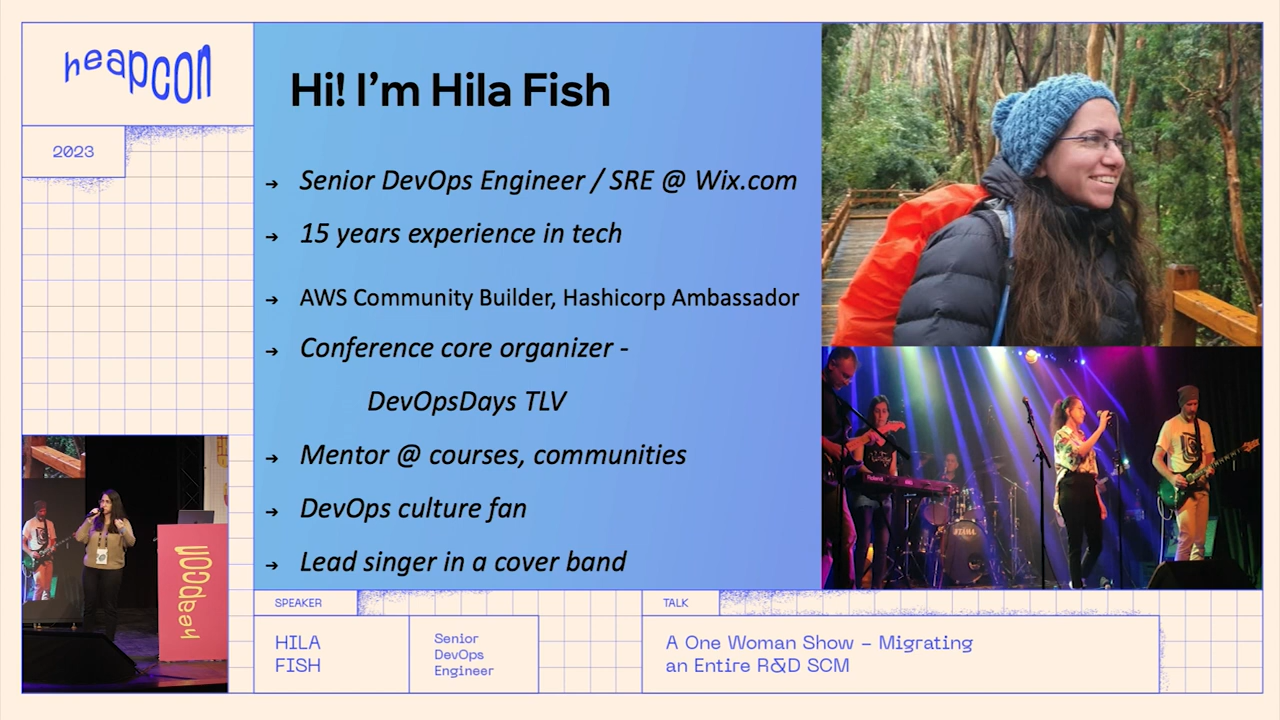 heapcon
2023
Hi! I'm Hila Fish
➔ Senior DevOps Engineer / SRE @ Wix.com
➔ 15 years experience in tech
➔ AWS Community Builder, Hashicorp Ambassador
➔ Conference core organizer -
DevOpsDays TLV
➔ Mentor @ courses, communities
➔ DevOps culture fan
➔ Lead singer in a cover band
Roland
TAMA
heapcon
SPEAKER
HILA
FISH
Senior
DevOps
Engineer
TALK
A One Woman Show – Migrating
an Entire R&D SCM